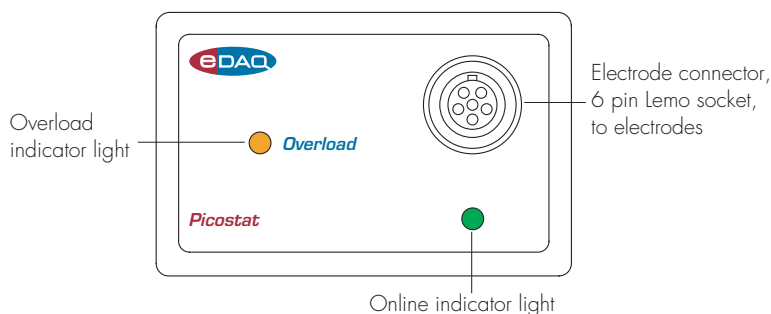 eDAQ
Electrode connector,
6 pin Lemo socket,
to electrodes
Overload
indicator light
Overload
Picostat
Online indicator light